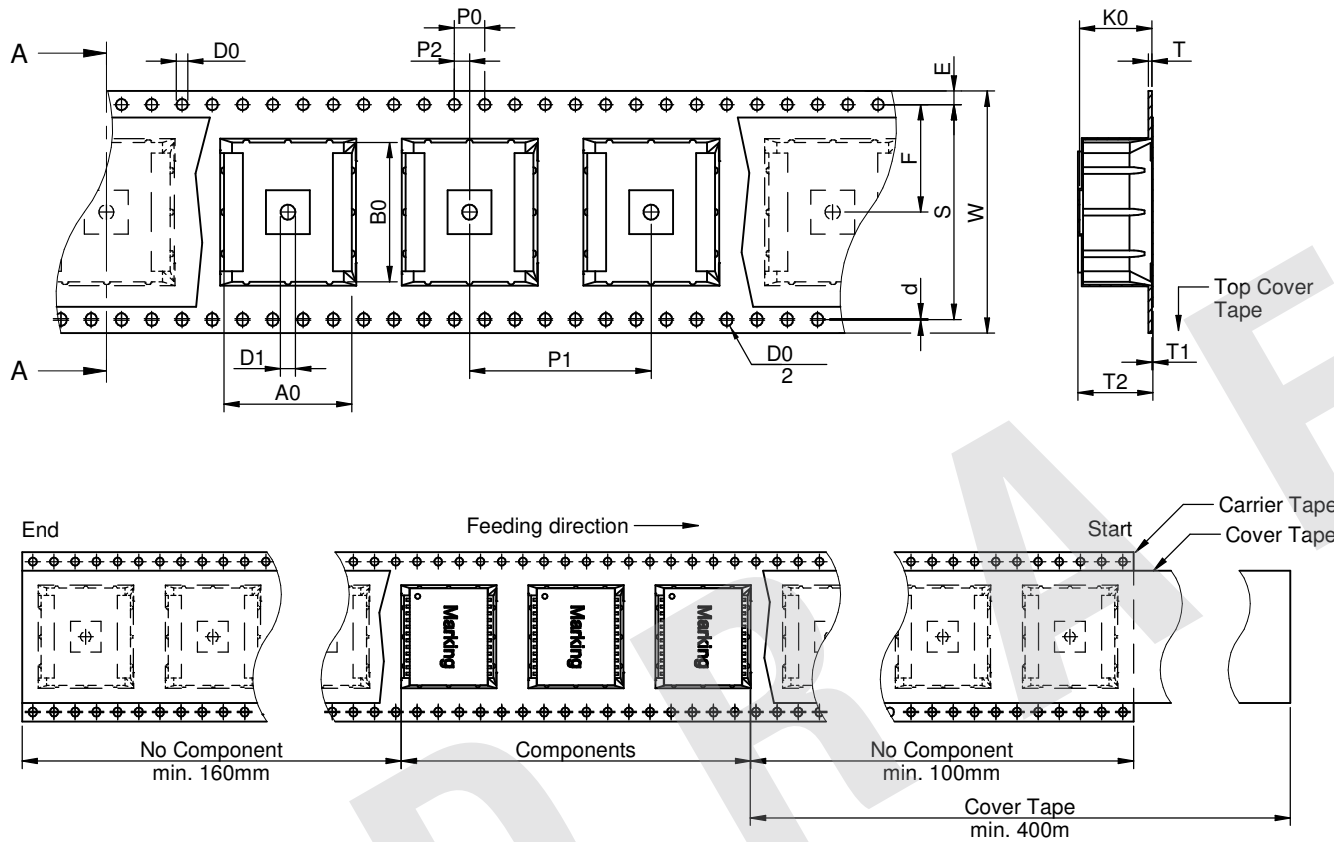 P0
K0
A
D0
P2
T
E
F
B0
S
W
d
Top Cover
Tape
D1
P1
D0
2
T1
A
A0
T2
End
Feeding direction
Start
Carrier Tape
Cover Tape
Marking
Marking
Marking
No Component
min. 160mm
Components
No Component
min. 100mm
Cover Tape
min. 400m
DRAF